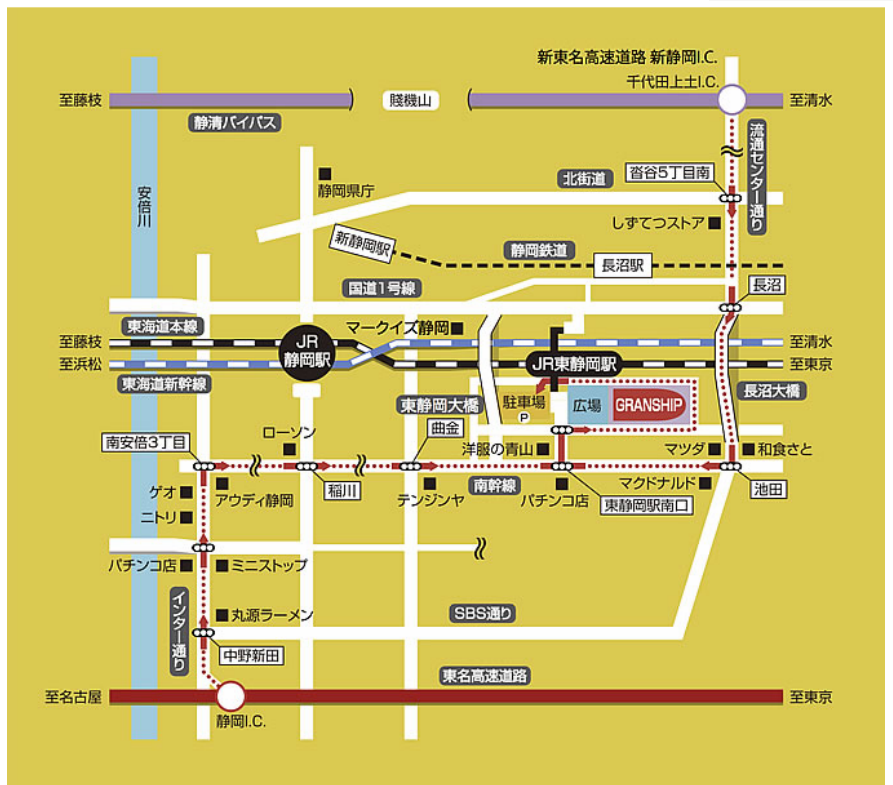 新東名高速道路 新静岡I.C.
千代田上土I.C.
至藤枝
賤機山
至清水
静清バイパス
流通センター通り
安倍川
静岡県庁
北街道
沓谷5丁目南
しずてつストア
新静岡駅
静岡鉄道
長沼駅
国道1号線
長沼
東海道本線
マークイズ静岡
至藤枝
至清水
JR
静岡駅
JR東静岡駅
至浜松
至東京
東海道新幹線
東静岡大橋
駐車場
P
広場
GRANSHIP
長沼大橋
南安倍3丁目
ローソン
曲金
洋服の青山
マツダ
和食さと
ゲオ
アウディ静岡
稲川
テンジンヤ
南幹線
パチンコ店
マクドナルド
東静岡駅南口
池田
ニトリ
パチンコ店
ミニストップ
インター通り
丸源ラーメン
SBS通り
中野新田
東名高速道路
至名古屋
至東京
静岡I.C.